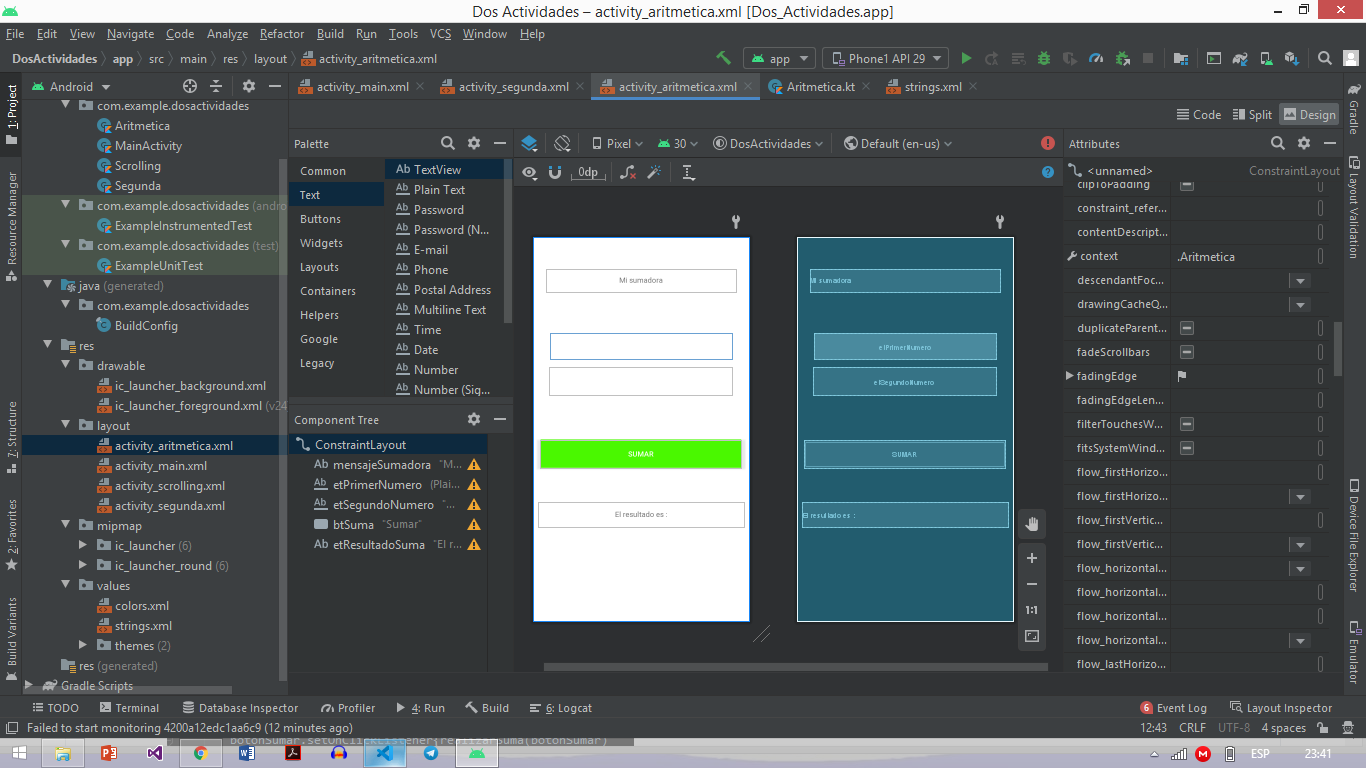 Dos Actividades – activity_aritmetica.xml [Dos_Actividades.app]
File Edit View Navigate Code Analyze Refactor Build Run Tools VCS Window Help
DosActividades app src main res layout activity_aritmetica.xml
app Phone1 API 29
1: Project
Resource Manager
Z: Structure
2: Favorites
Build Variants
Android
com.example.dosactividades
Aritmetica
MainActivity
Scrolling
Segunda
com.example.dosactividades (andro
ExampleInstrumentedTest
com.example.dosactividades (test)
ExampleUnitTest
java (generated)
com.example.dosactividades
BuildConfig
res
drawable
ic_launcher_background.xml
ic_launcher_foreground.xml (v24
layout
activity_aritmetica.xml
activity_main.xml
activity_scrolling.xml
activity_segunda.xml
mipmap
ic_launcher (6)
ic_launcher_round (6)
values
colors.xml
strings.xml
themes (2)
res (generated)
Gradle Scripts
activity_main.xml activity_segunda.xml activity_aritmetica.xml Aritmetica.kt strings.xml
Code Split Design
Palette
Common
Text
Buttons
Widgets
Layouts
Containers
Helpers
Google
Legacy
Ab TextView
Ab Plain Text
Ab Password
Ab Password (N...
Ab E-mail
Ab Phone
Ab Postal Address
Ab Multiline Text
Ab Time
Ab Date
Ab Number
Ab Number (Sig...
Component Tree
ConstraintLayout
Ab mensajeSumadora "M...
Ab etPrimerNumero (Plai...
Ab etSegundoNumero "...
btSuma "Sumar"
Ab etResultadoSuma "El r...
Pixel 30 DosActividades Default (en-us)
0dp
Mi sumadora
SUMAR
El resultado es :
Mi sumadora
etPrimerNumero
etSegundoNumero
SUMAR
El resultado es :
1:1
Attributes
<unnamed> ConstraintLayout
clipToPadding
constraint_refer...
contentDescript...
context .Aritmetica
descendantFoc...
drawingCacheQ...
duplicateParent...
fadeScrollbars
fadingEdge
fadingEdgeLen...
filterTouchesW...
fitsSystemWind...
flow_firstHorizo...
flow_firstHorizo...
flow_firstVertic...
flow_firstVertic...
flow_horizontal...
flow_horizontal...
flow_horizontal...
flow_horizontal...
flow_lastHorizo...
Gradle
Layout Validation
Device File Explorer
Emulator
TODO Terminal Database Inspector Profiler 4: Run Build 6: Logcat 6 Event Log Layout Inspector
Failed to start monitoring 4200a12edc1aa6c9 (12 minutes ago) 12:43 CRLF UTF-8 4 spaces
ESP 23:41